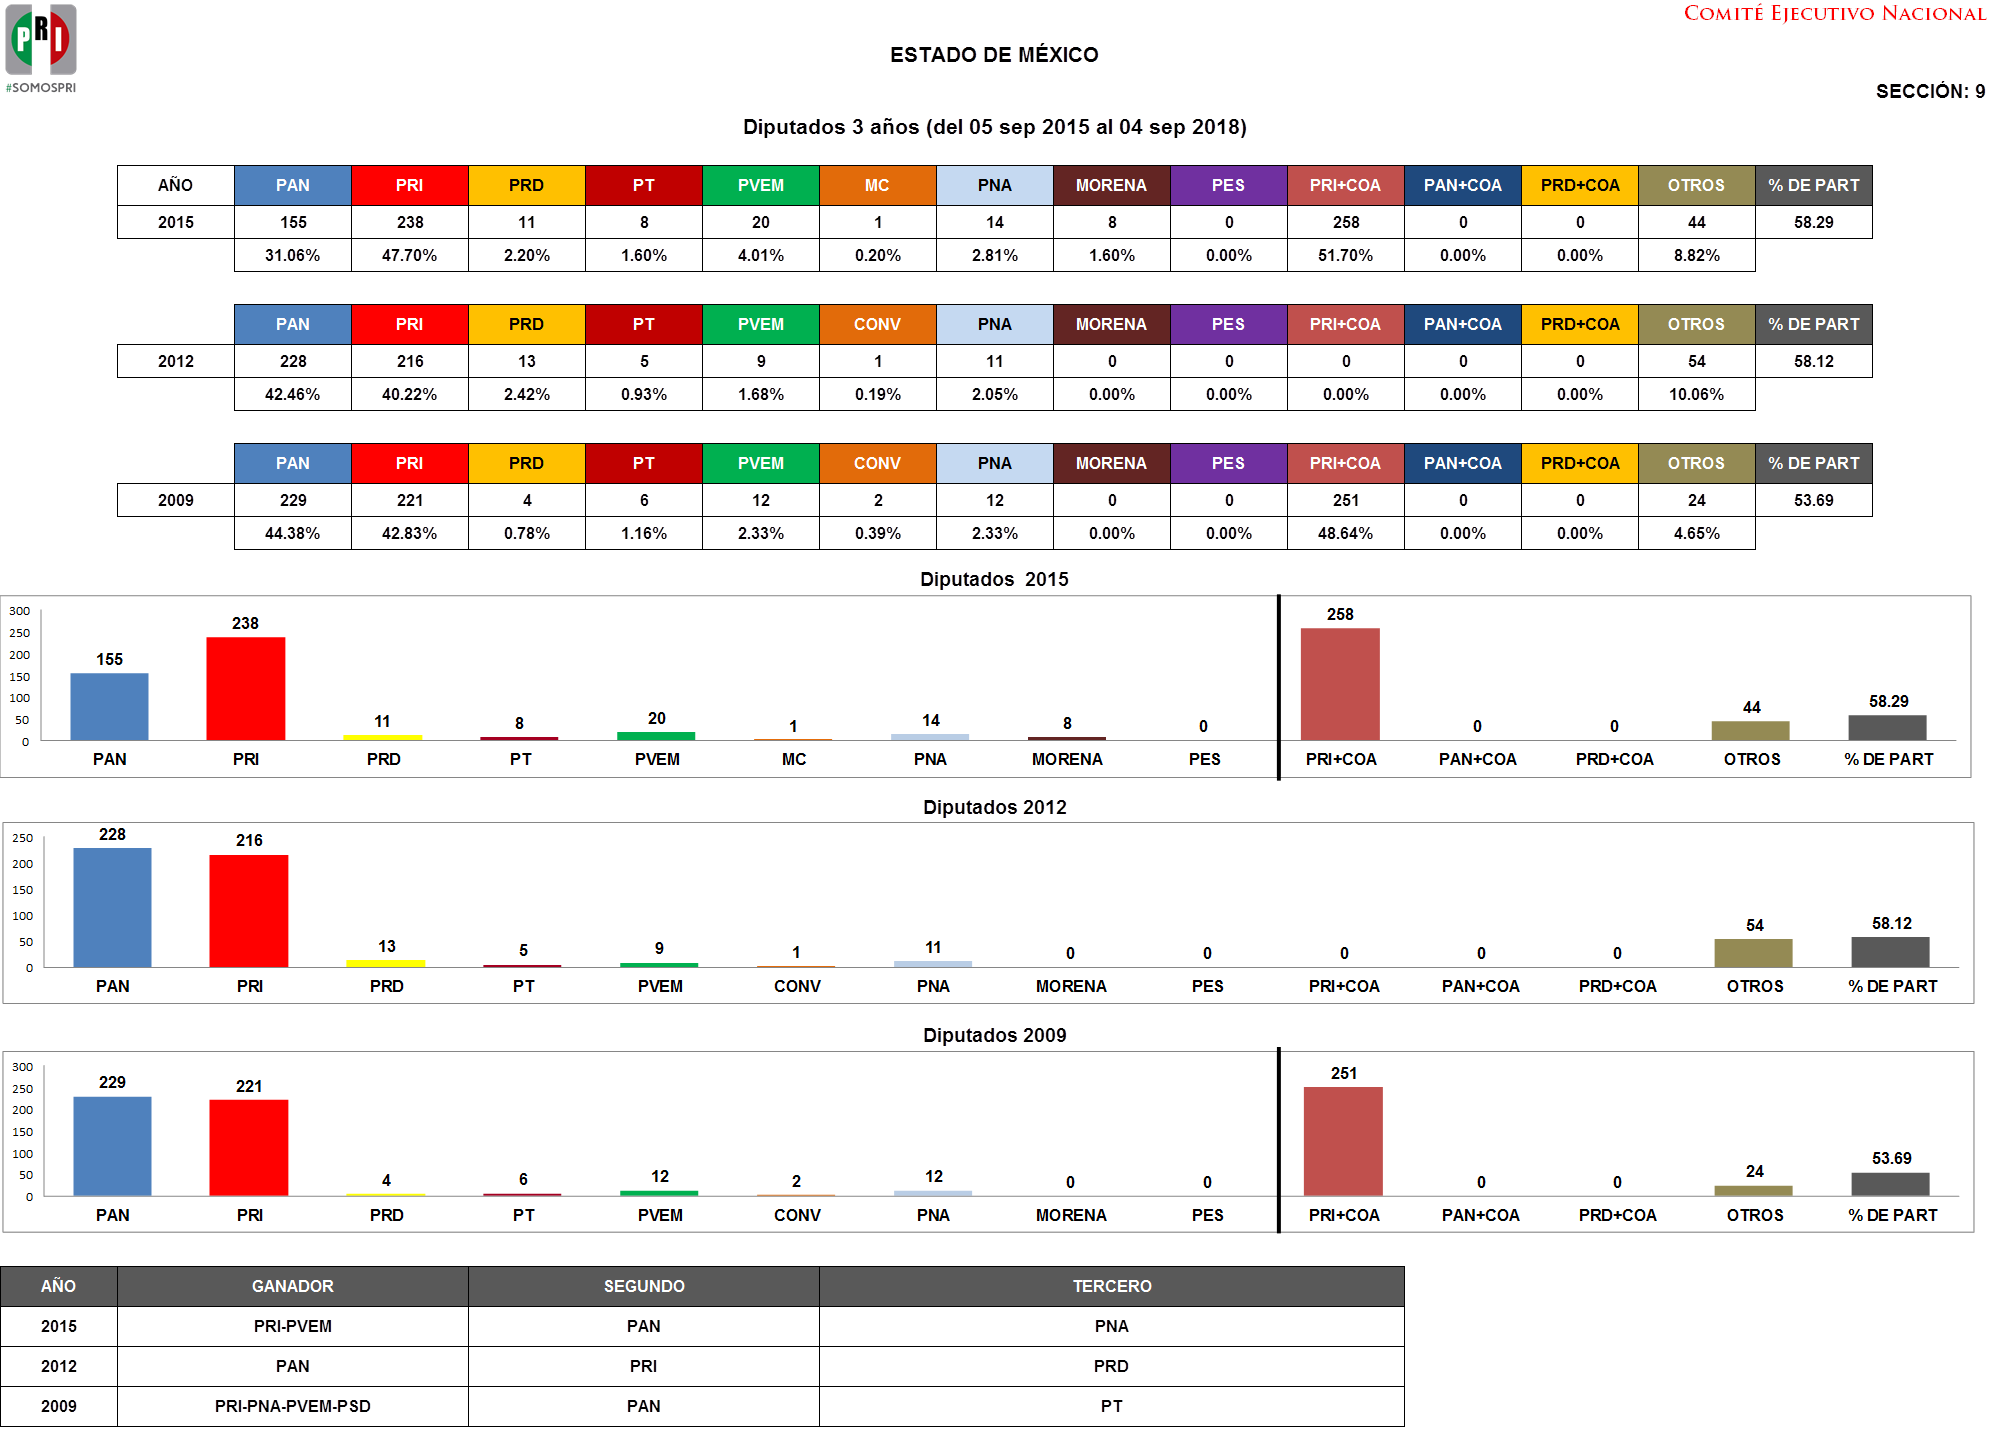 COMITÉ EJECUTIVO NACIONAL
PRI
#SOMOSPRI
ESTADO DE MÉXICO
SECCIÓN: 9
Diputados 3 años (del 05 sep 2015 al 04 sep 2018)
AÑO PAN PRI PRD PT PVEM MC PNA MORENA PES PRI+COA PAN+COA PRD+COA OTROS % DE PART
2015 155 238 11 8 20 1 14 8 0 258 0 0 44 58.29
31.06% 47.70% 2.20% 1.60% 4.01% 0.20% 2.81% 1.60% 0.00% 51.70% 0.00% 0.00% 8.82%
PAN PRI PRD PT PVEM CONV PNA MORENA PES PRI+COA PAN+COA PRD+COA OTROS % DE PART
2012 228 216 13 5 9 1 11 0 0 0 0 0 54 58.12
42.46% 40.22% 2.42% 0.93% 1.68% 0.19% 2.05% 0.00% 0.00% 0.00% 0.00% 0.00% 10.06%
PAN PRI PRD PT PVEM CONV PNA MORENA PES PRI+COA PAN+COA PRD+COA OTROS % DE PART
2009 229 221 4 6 12 2 12 0 0 251 0 0 24 53.69
44.38% 42.83% 0.78% 1.16% 2.33% 0.39% 2.33% 0.00% 0.00% 48.64% 0.00% 0.00% 4.65%
Diputados 2015
300
250
200
150
100
50
0
155 238 11 8 20 1 14 8 0 258 0 0 44 58.29
PAN PRI PRD PT PVEM MC PNA MORENA PES PRI+COA PAN+COA PRD+COA OTROS % DE PART
Diputados 2012
250
200
150
100
50
0
228 216 13 5 9 1 11 0 0 0 0 0 54 58.12
PAN PRI PRD PT PVEM CONV PNA MORENA PES PRI+COA PAN+COA PRD+COA OTROS % DE PART
Diputados 2009
300
250
200
150
100
50
0
229 221 4 6 12 2 12 0 0 251 0 0 24 53.69
PAN PRI PRD PT PVEM CONV PNA MORENA PES PRI+COA PAN+COA PRD+COA OTROS % DE PART
AÑO GANADOR SEGUNDO TERCERO
2015 PRI-PVEM PAN PNA
2012 PAN PRI PRD
2009 PRI-PNA-PVEM-PSD PAN PT